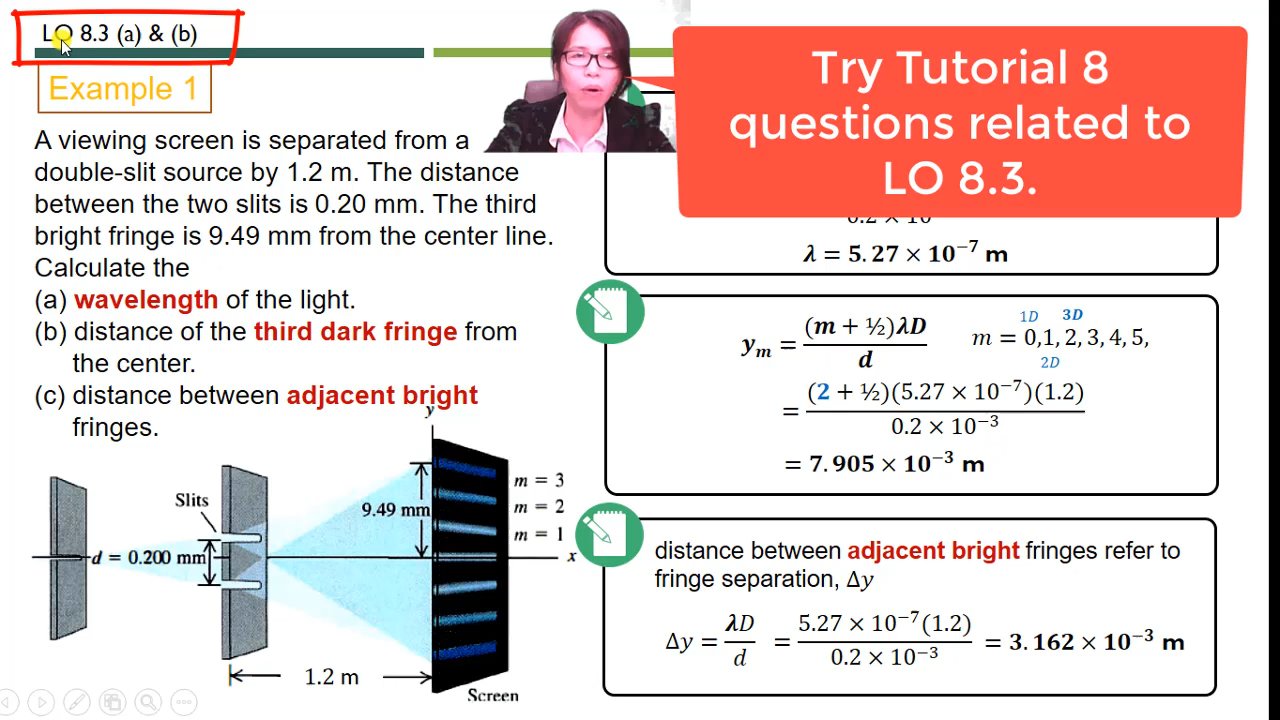 LO 8.3 (a) & (b)
Example 1
A viewing screen is separated from a
double-slit source by 1.2 m. The distance
between the two slits is 0.20 mm. The third
bright fringe is 9.49 mm from the center line.
Calculate the
(a) wavelength of the light.
(b) distance of the third dark fringe from
the center.
(c) distance between adjacent bright
fringes.
Slits
d = 0.200 mm
9.49 mm
y
m = 3
m = 2
m = 1
x
1.2 m
Screen
Try Tutorial 8
questions related to
LO 8.3.
λ = 5.27 × 10⁻⁷ m
1D 3D
yₘ = (m + ½)λD / d m = 0,1, 2, 3, 4, 5,
2D
= (2 + ½)(5.27 × 10⁻⁷)(1.2) / 0.2 × 10⁻³
= 7.905 × 10⁻³ m
distance between adjacent bright fringes refer to
fringe separation, Δy
Δy = λD / d = 5.27 × 10⁻⁷(1.2) / 0.2 × 10⁻³ = 3.162 × 10⁻³ m